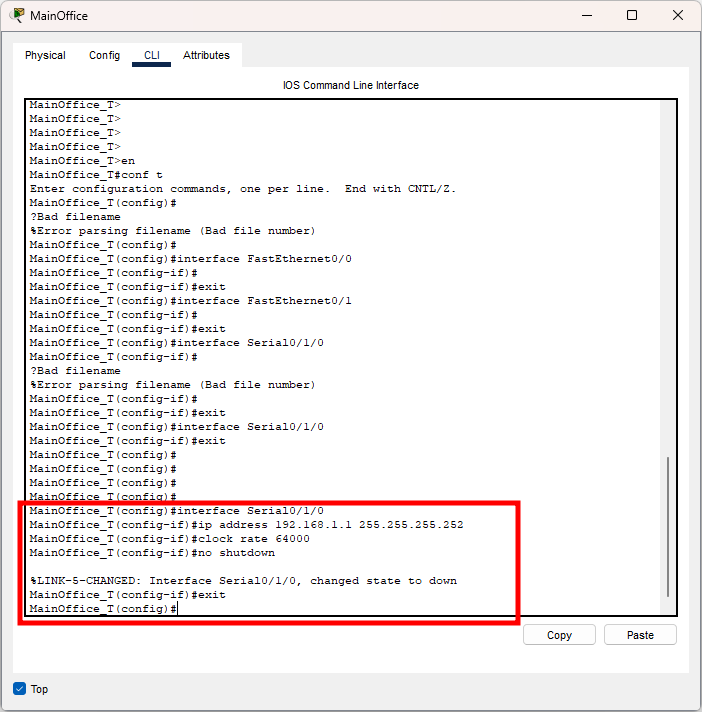 MainOffice
Physical Config CLI Attributes
IOS Command Line Interface
MainOffice_T>
MainOffice_T>
MainOffice_T>
MainOffice_T>
MainOffice_T>en
MainOffice_T#conf t
Enter configuration commands, one per line.  End with CNTL/Z.
MainOffice_T(config)#
?Bad filename
%Error parsing filename (Bad file number)
MainOffice_T(config)#
MainOffice_T(config)#interface FastEthernet0/0
MainOffice_T(config-if)#
MainOffice_T(config-if)#exit
MainOffice_T(config)#interface FastEthernet0/1
MainOffice_T(config-if)#
MainOffice_T(config-if)#exit
MainOffice_T(config)#interface Serial0/1/0
MainOffice_T(config-if)#
?Bad filename
%Error parsing filename (Bad file number)
MainOffice_T(config-if)#
MainOffice_T(config-if)#exit
MainOffice_T(config)#interface Serial0/1/0
MainOffice_T(config-if)#exit
MainOffice_T(config)#
MainOffice_T(config)#
MainOffice_T(config)#
MainOffice_T(config)#
MainOffice_T(config)#interface Serial0/1/0
MainOffice_T(config-if)#ip address 192.168.1.1 255.255.255.252
MainOffice_T(config-if)#clock rate 64000
MainOffice_T(config-if)#no shutdown
%LINK-5-CHANGED: Interface Serial0/1/0, changed state to down
MainOffice_T(config-if)#exit
MainOffice_T(config)#
Copy Paste
Top